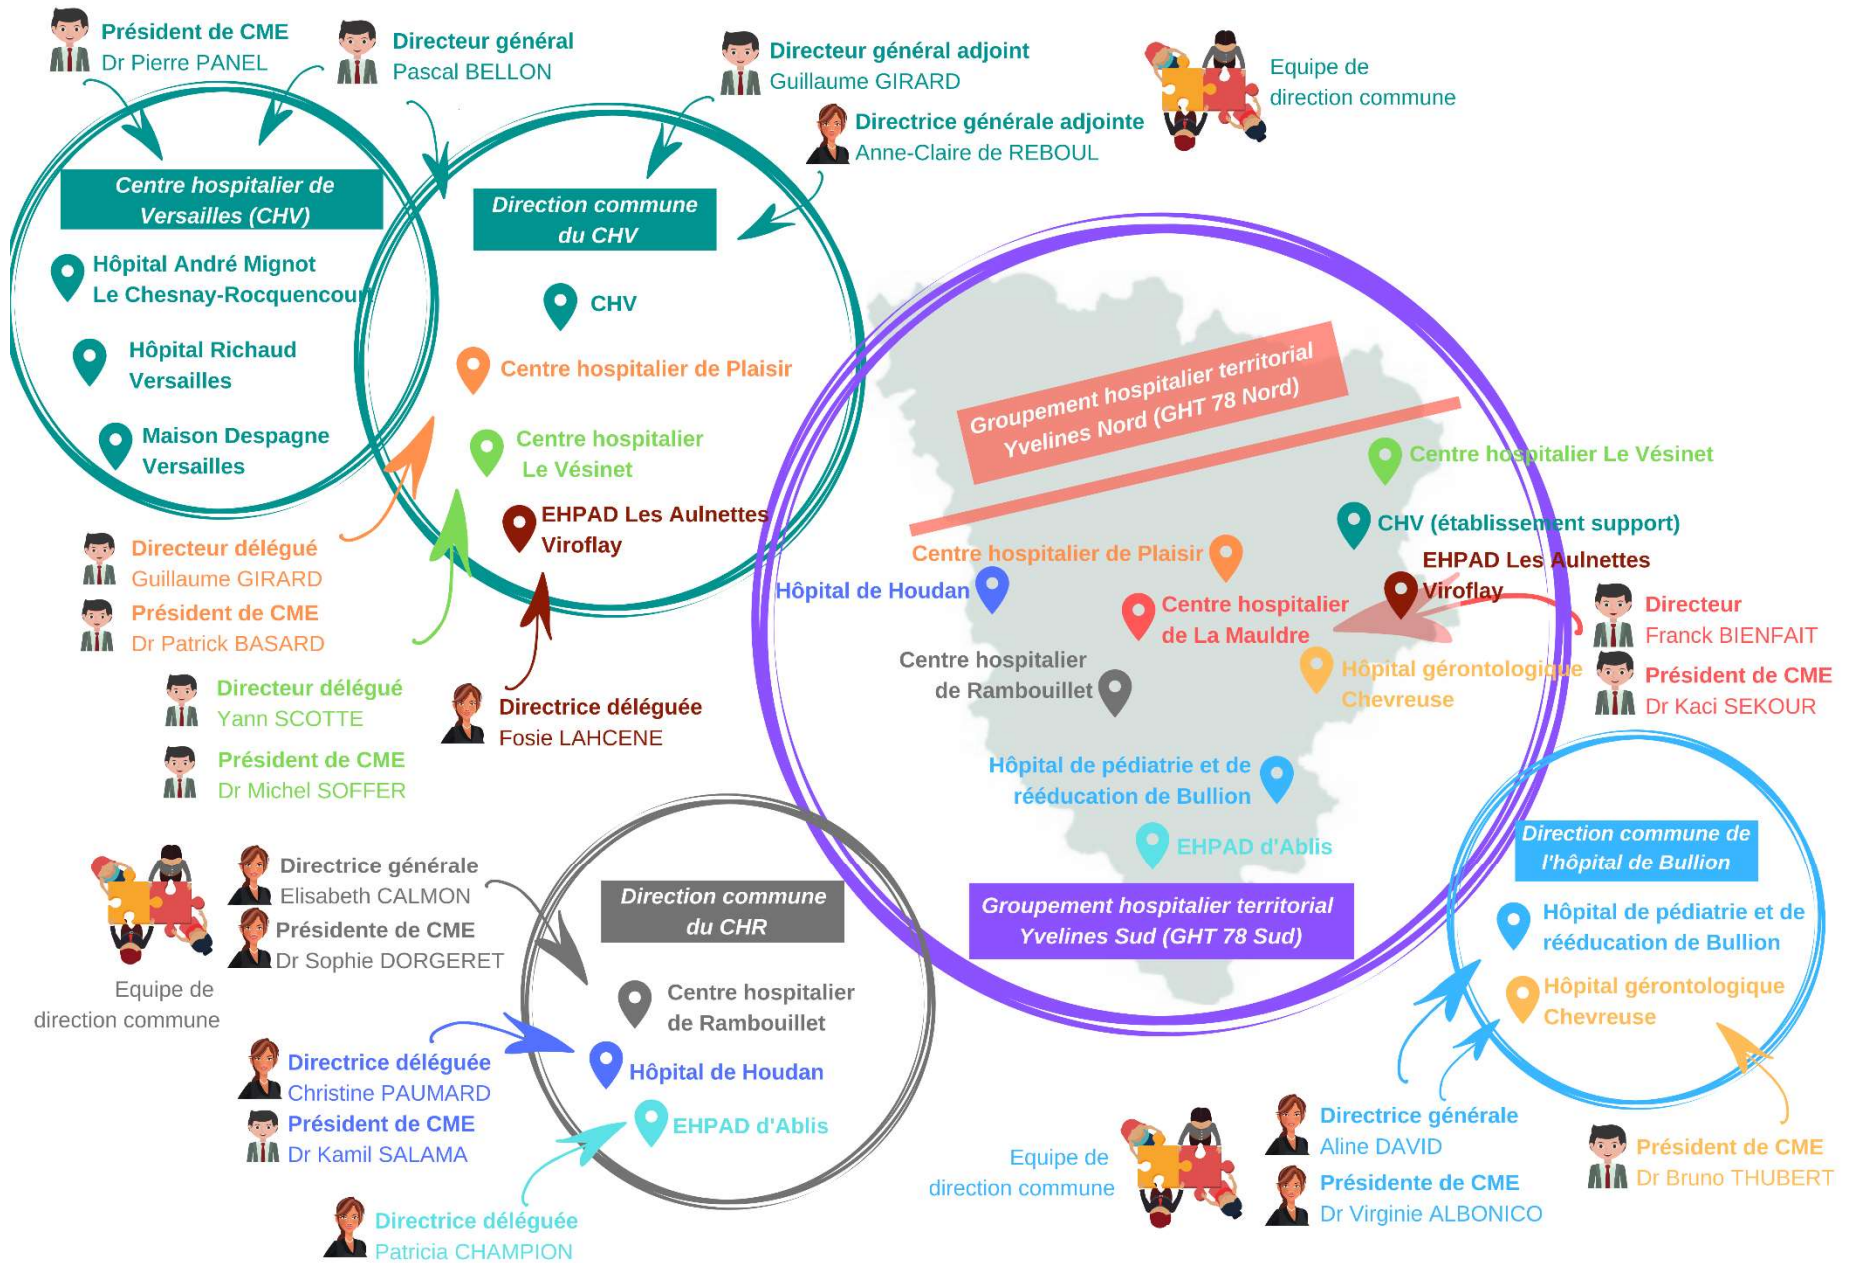 Président de CME
Dr Pierre PANEL
Directeur général
Pascal BELLON
Directeur général adjoint
Guillaume GIRARD
Directrice générale adjointe
Anne-Claire de REBOUL
Equipe de
direction commune
Centre hospitalier de
Versailles (CHV)
Hôpital André Mignot
Le Chesnay-Rocquencourt
Hôpital Richaud
Versailles
Maison Despagne
Versailles
Direction commune
du CHV
CHV
Centre hospitalier de Plaisir
Centre hospitalier
Le Vésinet
EHPAD Les Aulnettes
Viroflay
Directeur délégué
Guillaume GIRARD
Président de CME
Dr Patrick BASARD
Directeur délégué
Yann SCOTTE
Président de CME
Dr Michel SOFFER
Directrice déléguée
Fosie LAHCENE
Groupement hospitalier territorial
Yvelines Nord (GHT 78 Nord)
Centre hospitalier Le Vésinet
CHV (établissement support)
Centre hospitalier de Plaisir
EHPAD Les Aulnettes
Viroflay
Hôpital de Houdan
Centre hospitalier
de La Mauldre
Centre hospitalier
de Rambouillet
Hôpital gérontologique
Chevreuse
Hôpital de pédiatrie et de
rééducation de Bullion
EHPAD d'Ablis
Groupement hospitalier territorial
Yvelines Sud (GHT 78 Sud)
Directeur
Franck BIENFAIT
Président de CME
Dr Kaci SEKOUR
Direction commune de
l'hôpital de Bullion
Hôpital de pédiatrie et de
rééducation de Bullion
Hôpital gérontologique
Chevreuse
Directrice générale
Elisabeth CALMON
Présidente de CME
Dr Sophie DORGERET
Equipe de
direction commune
Direction commune
du CHR
Centre hospitalier
de Rambouillet
Hôpital de Houdan
EHPAD d'Ablis
Directrice déléguée
Christine PAUMARD
Président de CME
Dr Kamil SALAMA
Directrice déléguée
Patricia CHAMPION
Equipe de
direction commune
Directrice générale
Aline DAVID
Présidente de CME
Dr Virginie ALBONICO
Président de CME
Dr Bruno THUBERT